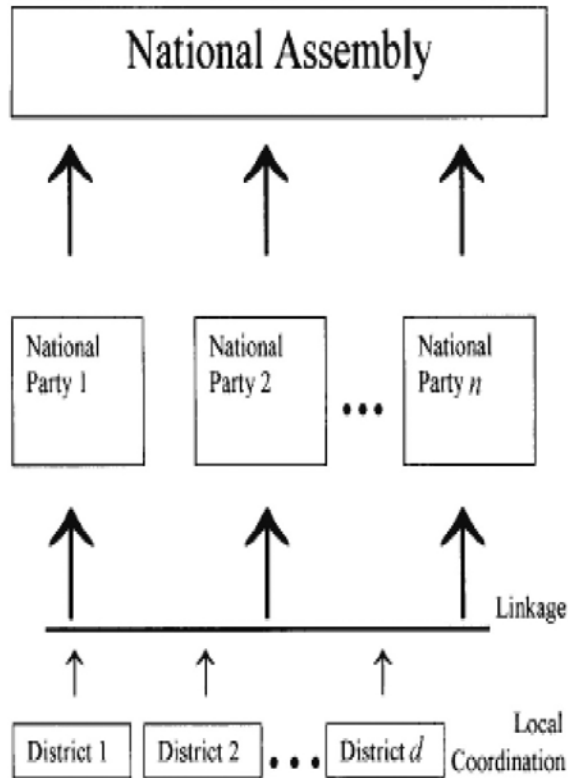 National Assembly
National
Party 1
National
Party 2
•••
National
Party n
Linkage
District 1
District 2
•••
District d
Local
Coordination